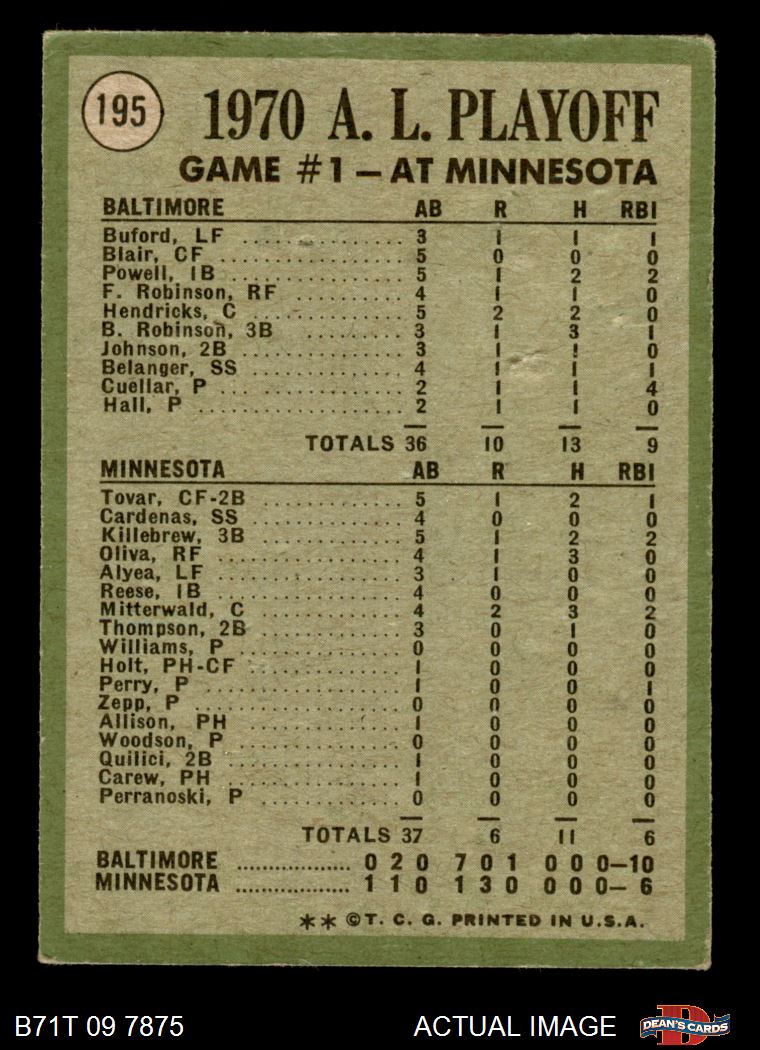 195
1970 A. L. PLAYOFF
GAME #1 — AT MINNESOTA
BALTIMORE AB R H RBI
Buford, LF .............. 3 1 1 1
Blair, CF ................ 5 0 0 0
Powell, 1B .............. 5 1 2 2
F. Robinson, RF .......... 4 1 1 0
Hendricks, C ............ 5 2 2 0
B. Robinson, 3B ........ 3 1 3 1
Johnson, 2B .............. 3 1 1 0
Belanger, SS ............ 4 1 1 1
Cuellar, P .............. 2 1 1 4
Hall, P .................. 2 1 1 0
TOTALS 36 10 13 9
MINNESOTA AB R H RBI
Tovar, CF-2B ............ 5 1 2 1
Cardenas, SS ............ 4 0 0 0
Killebrew, 3B ............ 5 1 2 2
Oliva, RF ................ 4 1 3 0
Alyea, LF ................ 3 1 0 0
Reese, 1B ................ 4 0 0 0
Mitterwald, C ............ 4 2 3 2
Thompson, 2B ............ 3 0 1 0
Williams, P .............. 0 0 0 0
Holt, PH-CF .............. 1 0 0 0
Perry, P ................ 1 0 0 1
Zepp, P .................. 0 0 0 0
Allison, PH ............ 1 0 0 0
Woodson, P .............. 0 0 0 0
Quilici, 2B .............. 1 0 0 0
Carew, PH .............. 1 0 0 0
Perranoski, P ............ 0 0 0 0
TOTALS 37 6 11 6
BALTIMORE ................. 0 2 0 7 0 1 0 0 0—10
MINNESOTA ................. 1 1 0 1 3 0 0 0 0— 6
** ©T. C. G. PRINTED IN U.S.A.
B71T 09 7875 ACTUAL IMAGE
D
DEAN'S CARDS